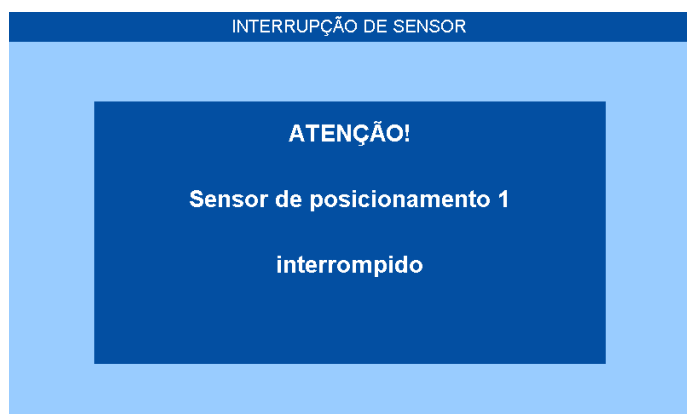 INTERRUPÇÃO DE SENSOR
ATENÇÃO!
Sensor de posicionamento 1
interrompido